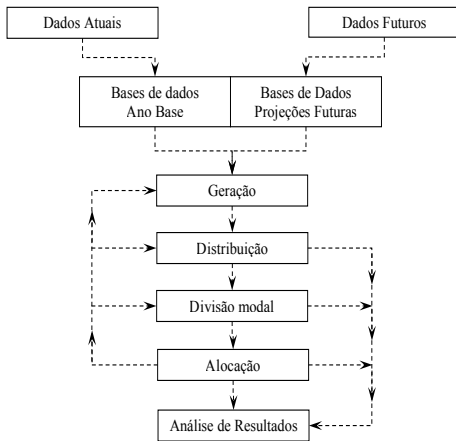 Dados Atuais
Dados Futuros
Bases de dados
Ano Base
Bases de Dados
Projeções Futuras
Geração
Distribuição
Divisão modal
Alocação
Análise de Resultados